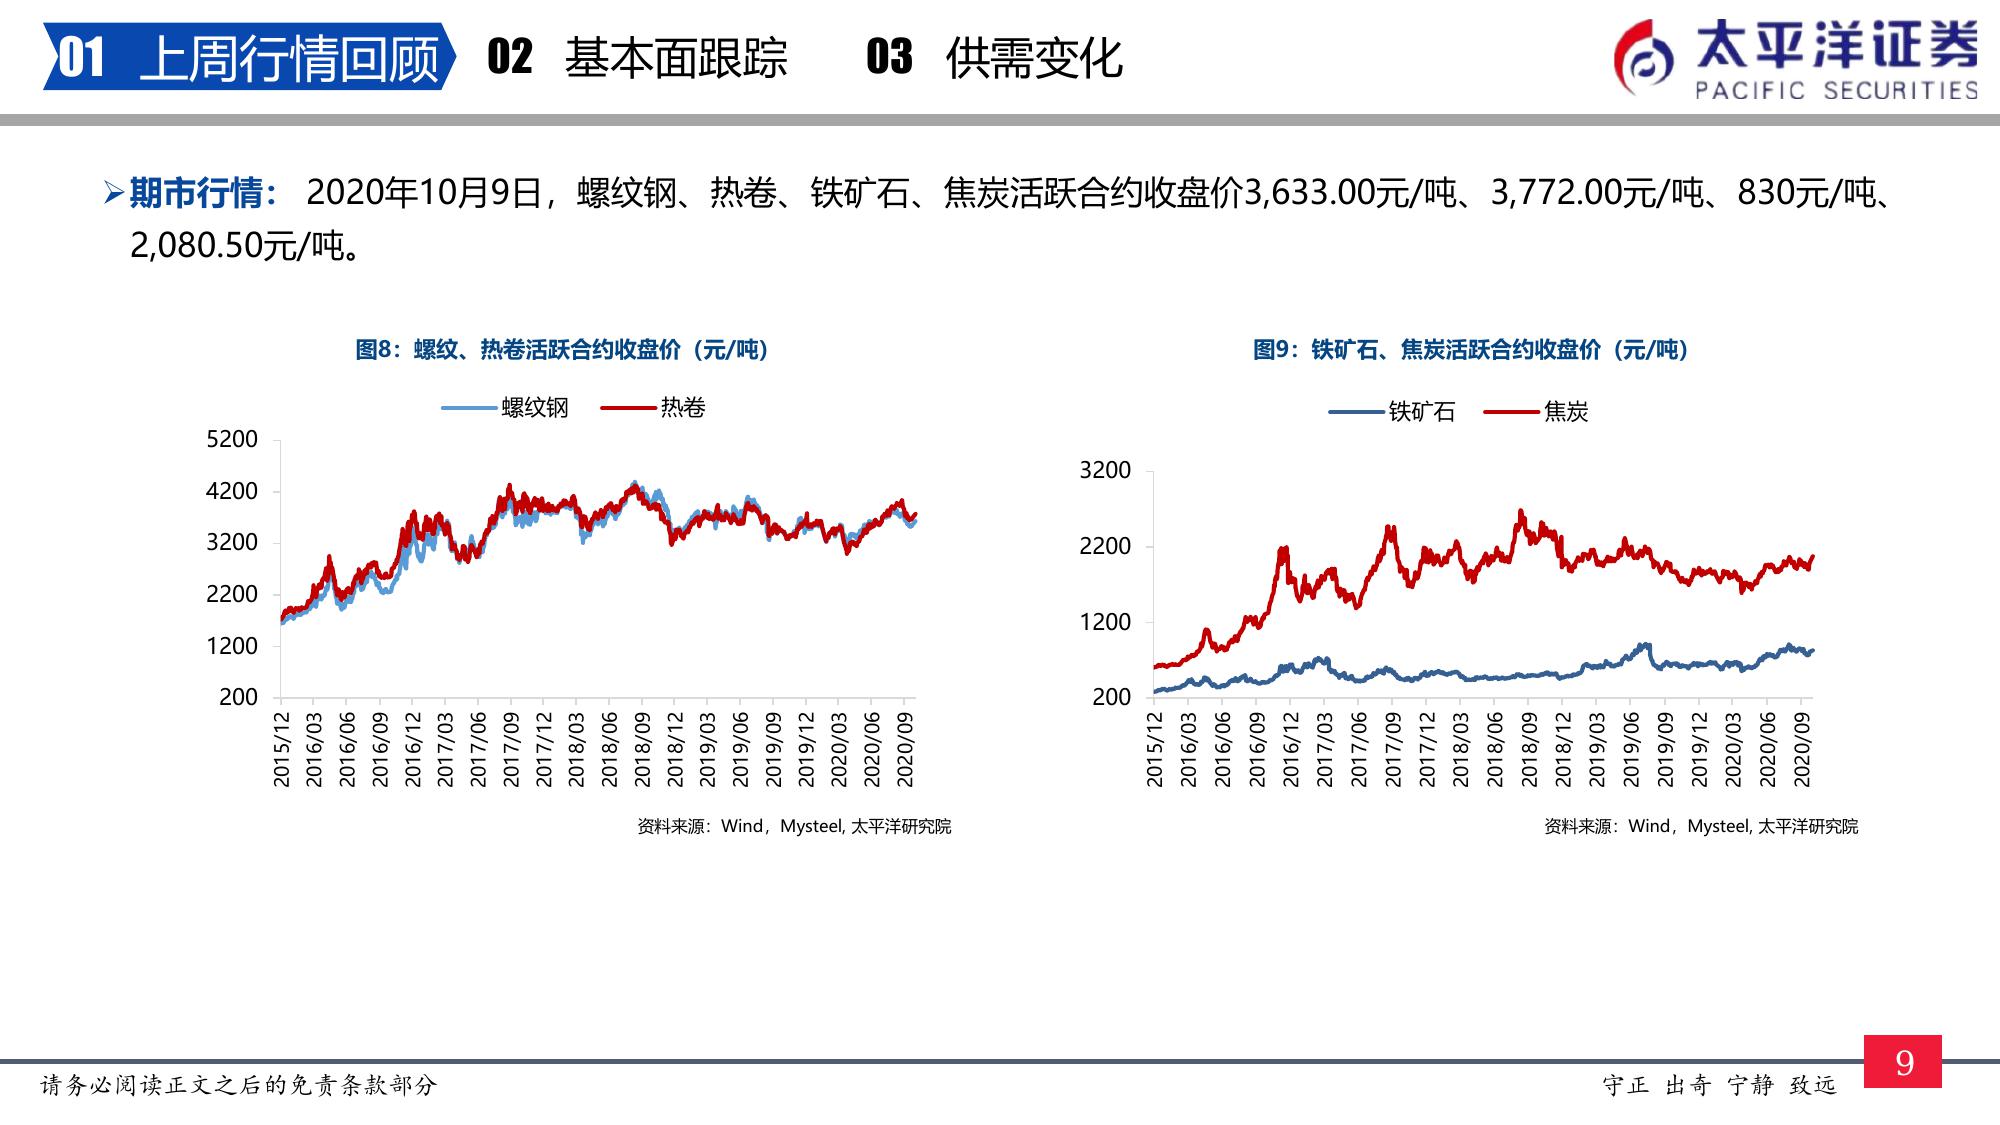 01 上周行情回顾 02 基本面跟踪 03 供需变化
太平洋证券
PACIFIC SECURITIES
➢期市行情： 2020年10月9日，螺纹钢、热卷、铁矿石、焦炭活跃合约收盘价3,633.00元/吨、3,772.00元/吨、830元/吨、
2,080.50元/吨。
图8：螺纹、热卷活跃合约收盘价（元/吨）
螺纹钢 热卷
5200
4200
3200
2200
1200
200
2015/12 2016/03 2016/06 2016/09 2016/12 2017/03 2017/06 2017/09 2017/12 2018/03 2018/06 2018/09 2018/12 2019/03 2019/06 2019/09 2019/12 2020/03 2020/06 2020/09
资料来源：Wind，Mysteel, 太平洋研究院
图9：铁矿石、焦炭活跃合约收盘价（元/吨）
铁矿石 焦炭
3200
2200
1200
200
2015/12 2016/03 2016/06 2016/09 2016/12 2017/03 2017/06 2017/09 2017/12 2018/03 2018/06 2018/09 2018/12 2019/03 2019/06 2019/09 2019/12 2020/03 2020/06 2020/09
资料来源：Wind，Mysteel, 太平洋研究院
请务必阅读正文之后的免责条款部分
守正 出奇 宁静 致远
9